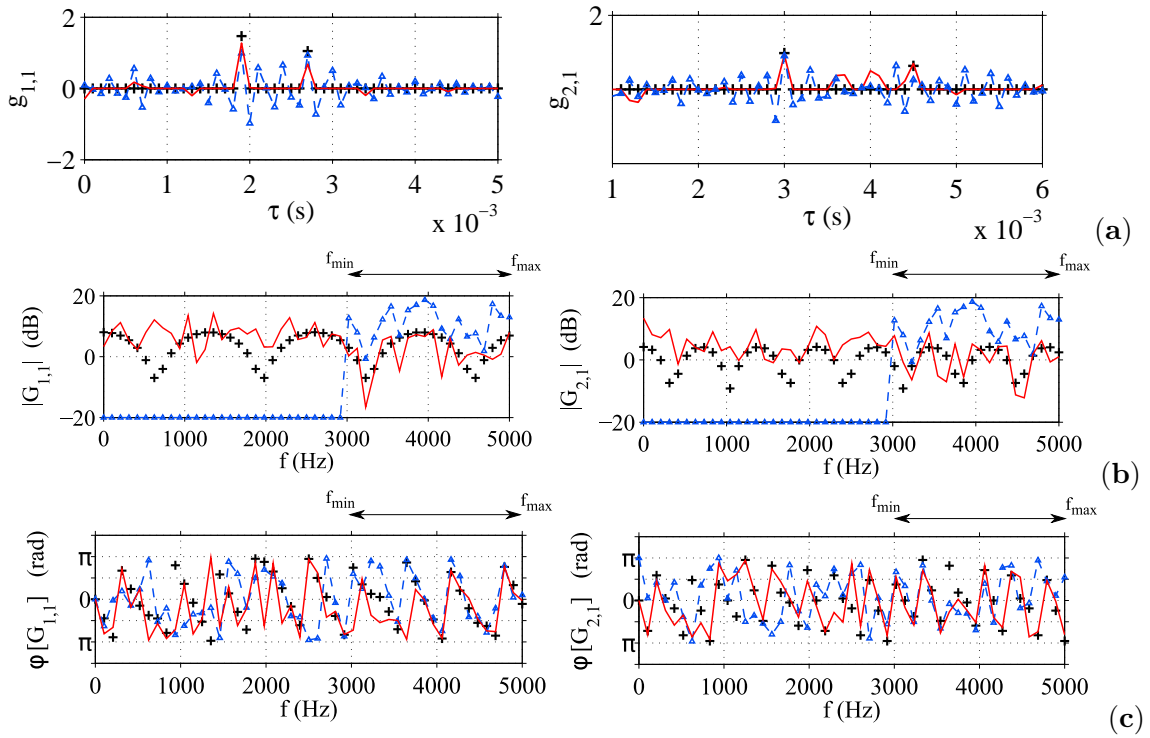 2
0
−2
g1,1
0 1 2 3 4 5
τ (s)
x 10−3
2
0
g2,1
1 2 3 4 5 6
τ (s)
x 10−3
(a)
fmin fmax
20
0
−20
|G1,1| (dB)
0 1000 2000 3000 4000 5000
f (Hz)
fmin fmax
20
0
−20
|G2,1| (dB)
0 1000 2000 3000 4000 5000
f (Hz)
(b)
fmin fmax
π
0
π
φ [G1,1] (rad)
0 1000 2000 3000 4000 5000
f (Hz)
fmin fmax
π
0
π
φ [G2,1] (rad)
0 1000 2000 3000 4000 5000
f (Hz)
(c)